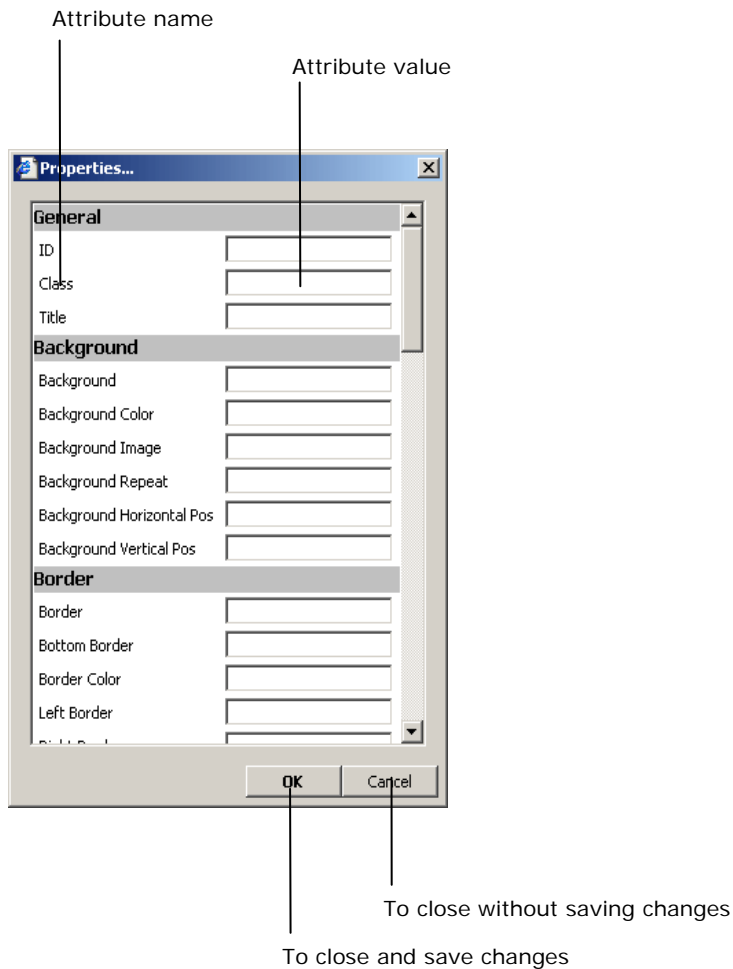 Attribute name
Attribute value
Properties...
General
ID
Class
Title
Background
Background
Background Color
Background Image
Background Repeat
Background Horizontal Pos
Background Vertical Pos
Border
Border
Bottom Border
Border Color
Left Border
OK
Cancel
To close without saving changes
To close and save changes